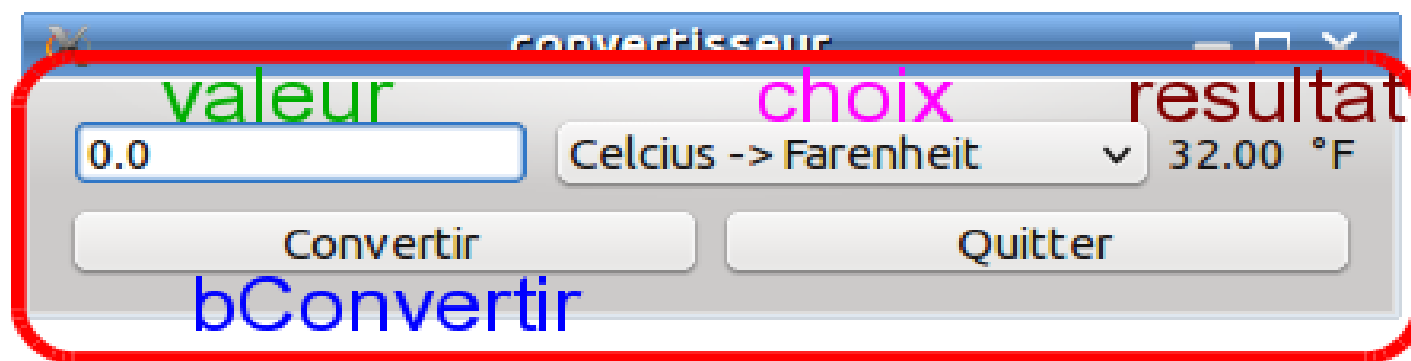 convertisseur
valeur choix resultat
0.0 Celcius -> Farenheit 32.00 °F
Convertir Quitter
bConvertir